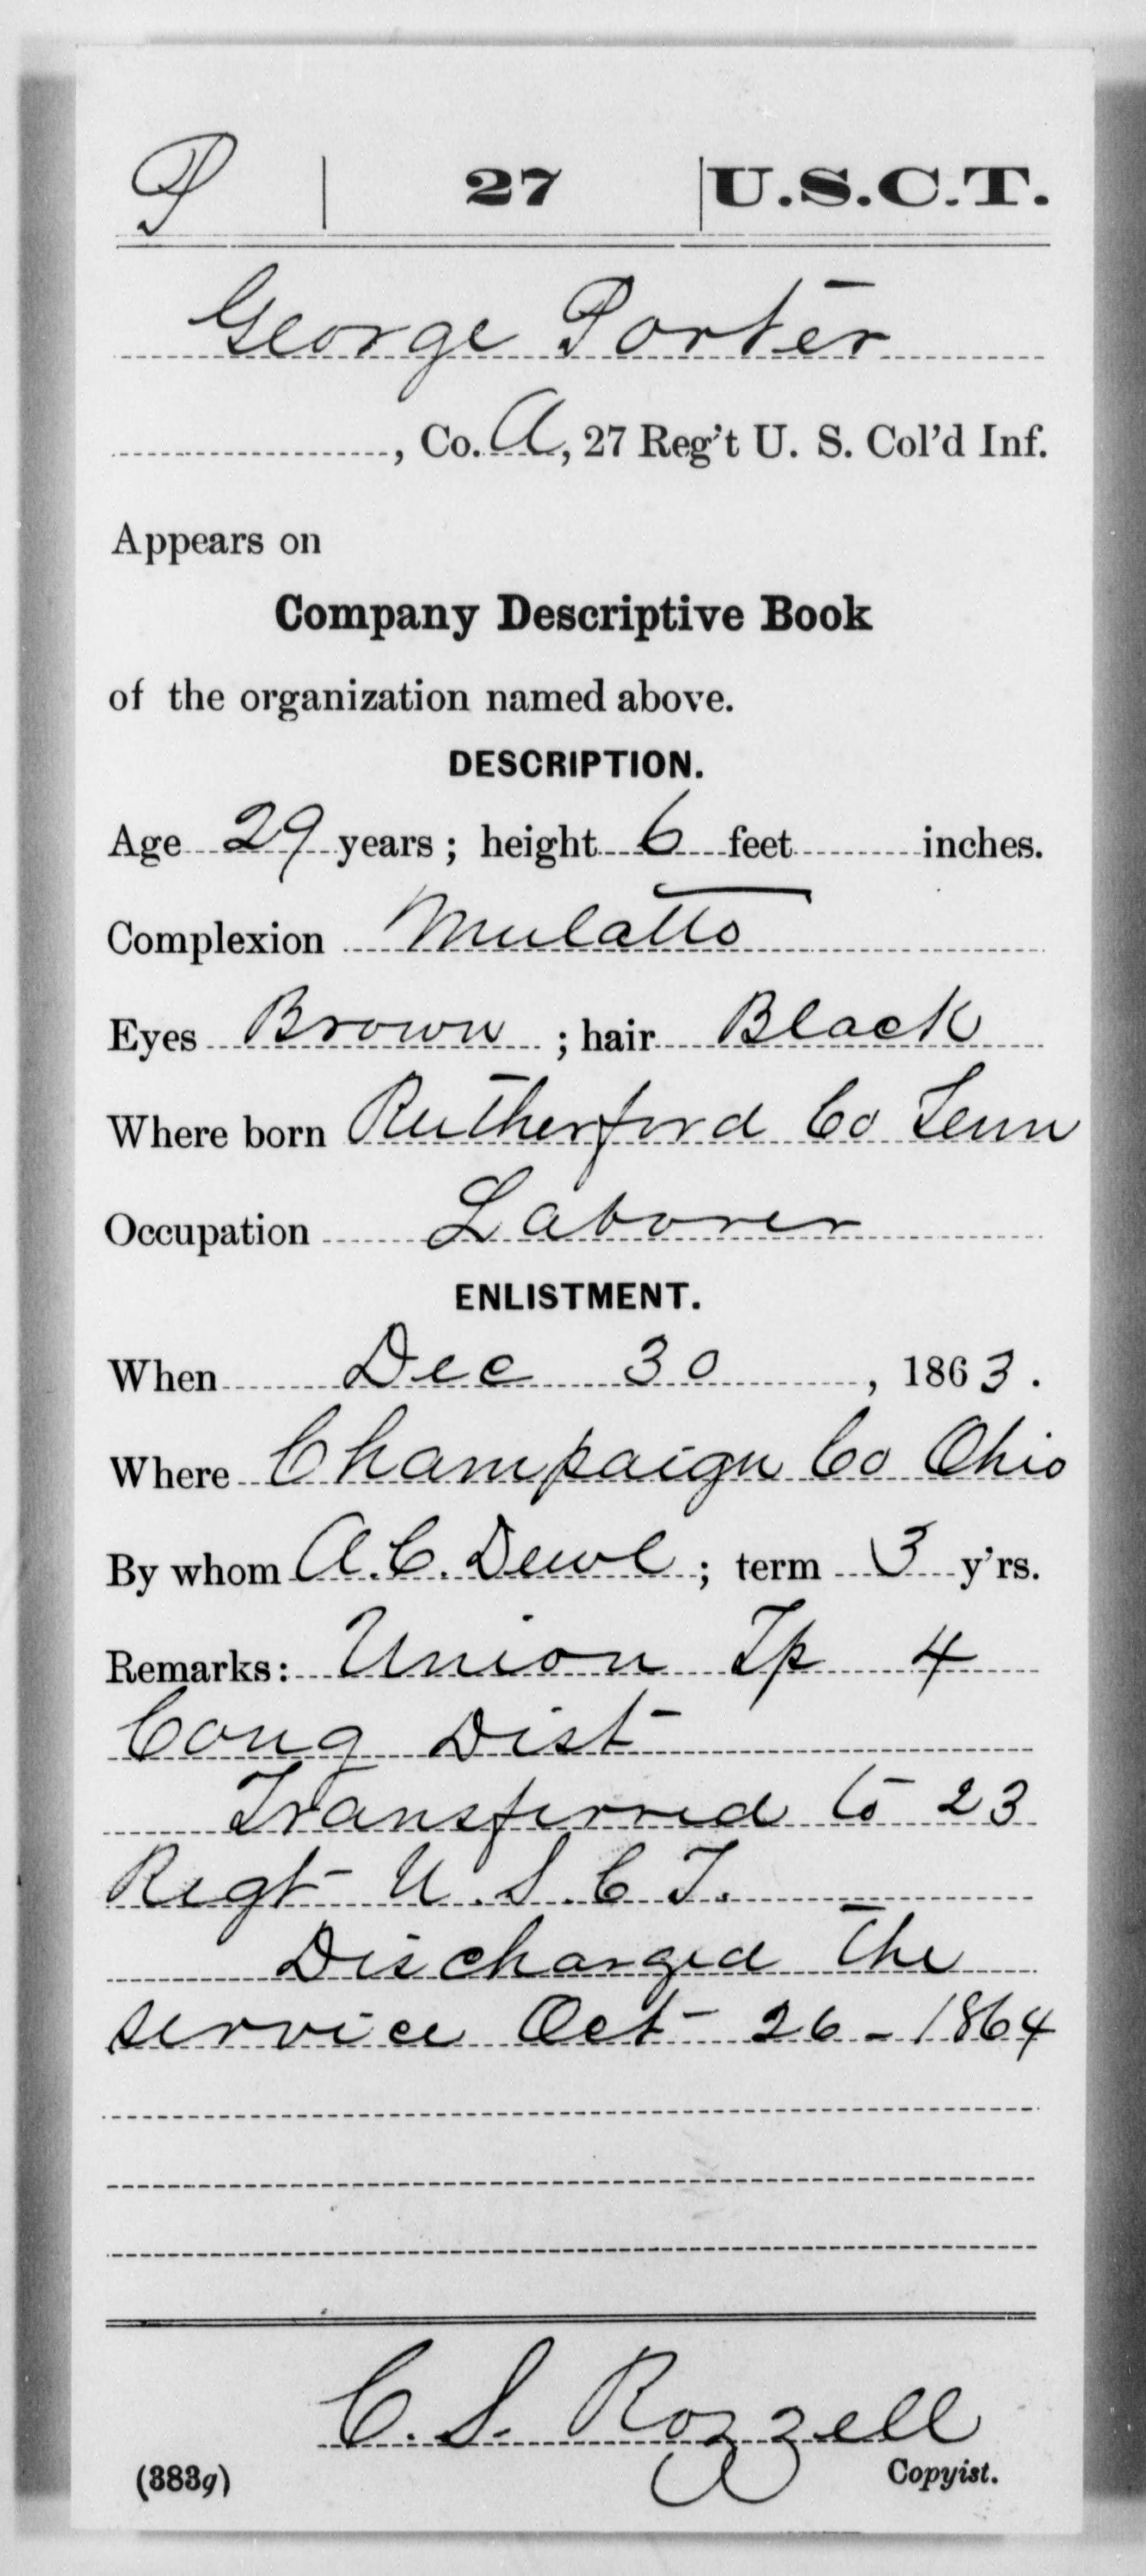 P | 27 | U.S.C.T.
George Porter
, Co. A, 27 Reg't U. S. Col'd Inf.
Appears on
Company Descriptive Book
of the organization named above.
DESCRIPTION.
Age 29 years; height 6 feet inches.
Complexion Mulatto
Eyes Brown; hair Black
Where born Rutherford Co Tenn
Occupation Laborer
ENLISTMENT.
When Dec 30, 1863.
Where Champaign Co Ohio
By whom A.C. Deuel; term 3 y'rs.
Remarks: Union Tp 4
Cong Dist
Transferred to 23
Regt U.S.C.T.
Discharged the
service Oct 26 - 1864
C. S. Rozzell
(383g) Copyist.